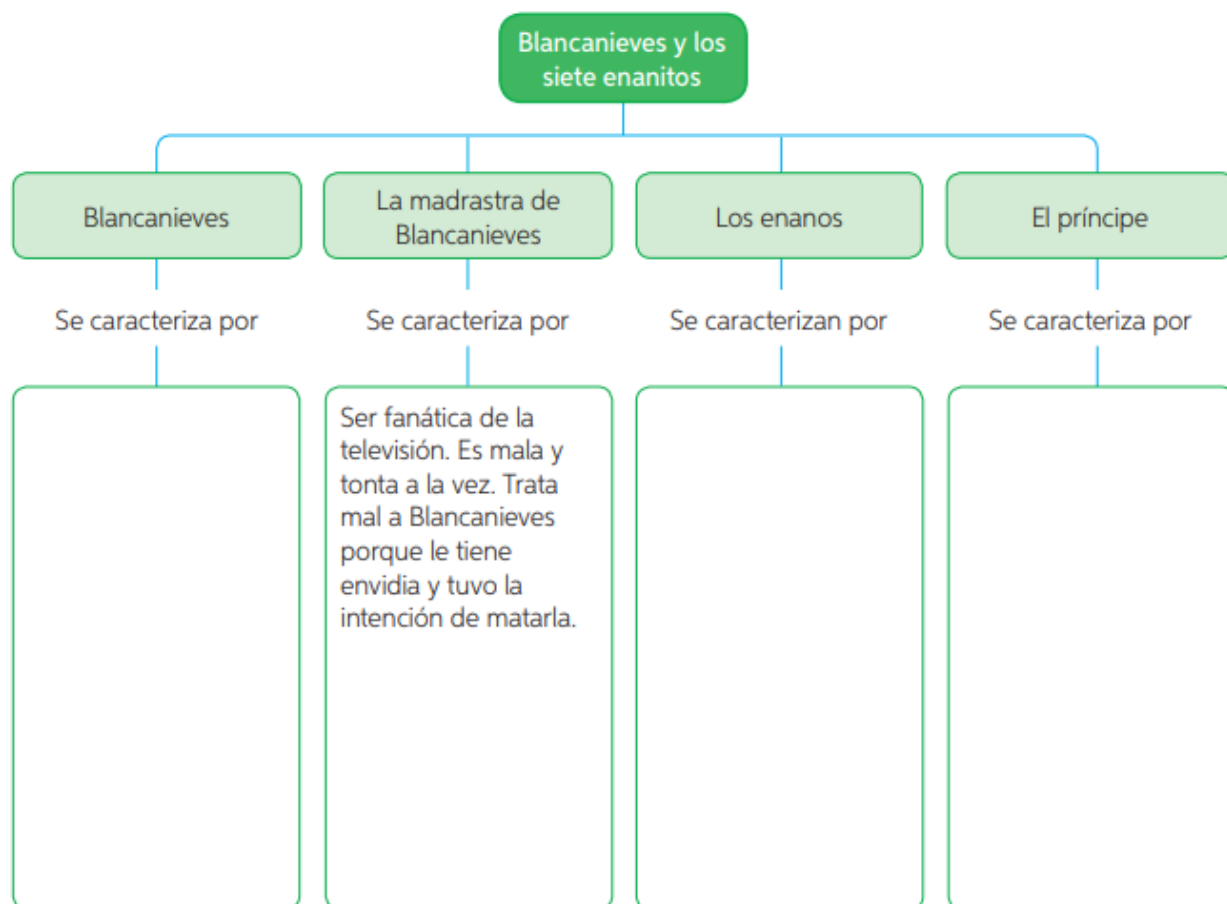 Blancanieves y los
siete enanitos
Blancanieves
La madrastra de
Blancanieves
Los enanos
El príncipe
Se caracteriza por
Se caracteriza por
Se caracterizan por
Se caracteriza por
Ser fanática de la
televisión. Es mala y
tonta a la vez. Trata
mal a Blancanieves
porque le tiene
envidia y tuvo la
intención de matarla.